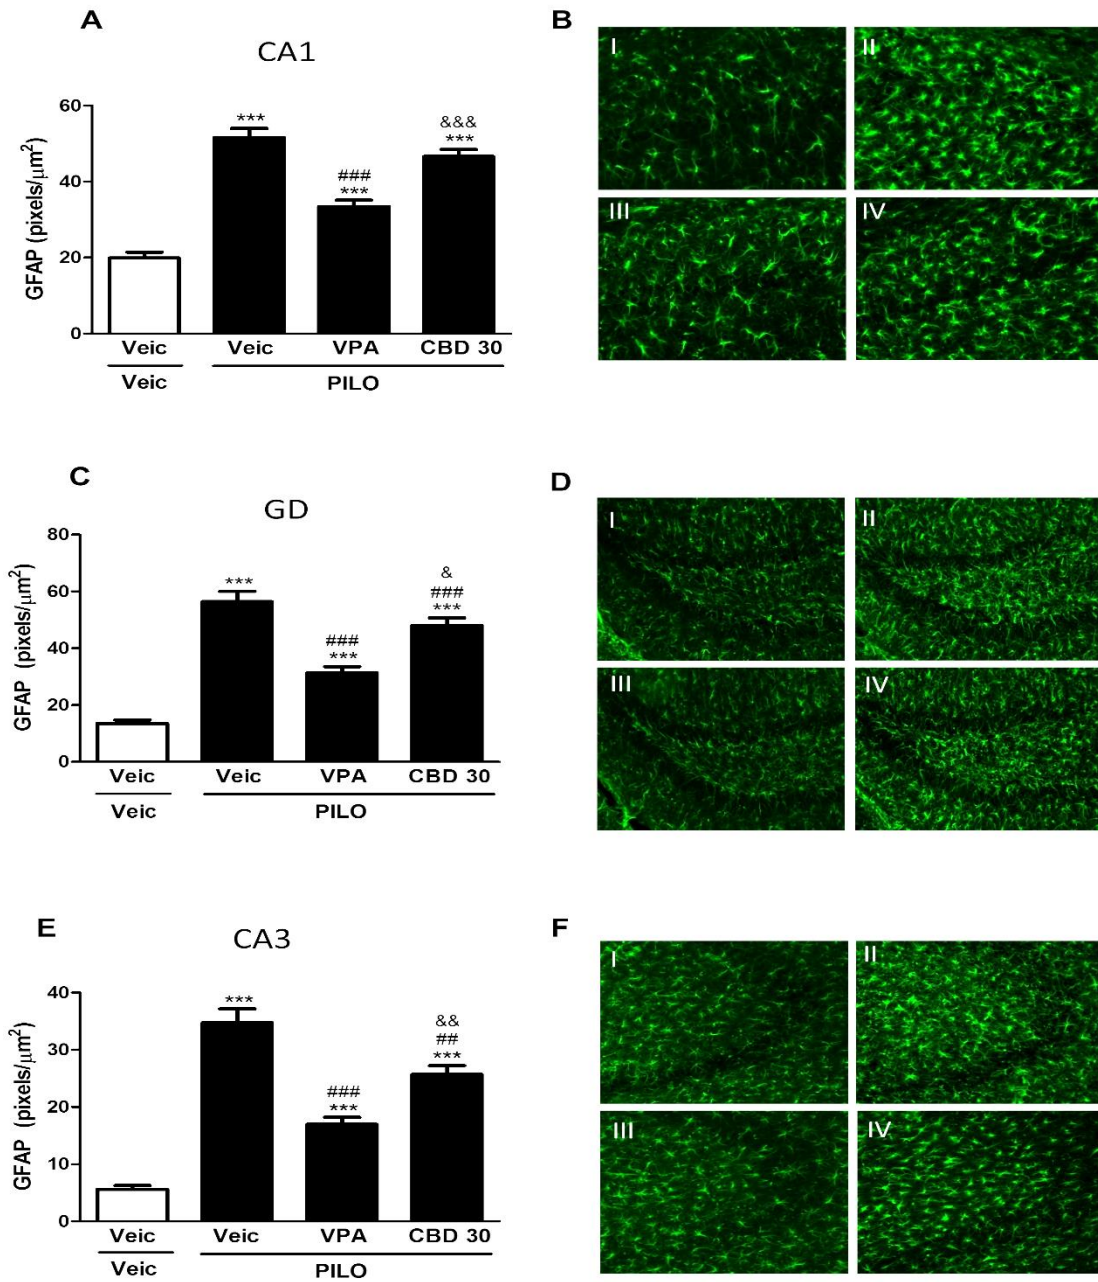 A
CA1
GFAP (pixels/μm²)
60
40
20
0
***
###
***
&&&
***
Veic
Veic
VPA
CBD 30
Veic
PILO
B
I
II
III
IV
C
GD
GFAP (pixels/μm²)
80
60
40
20
0
***
###
***
&
###
***
Veic
Veic
VPA
CBD 30
Veic
PILO
D
I
II
III
IV
E
CA3
GFAP (pixels/μm²)
40
30
20
10
0
***
###
***
&&
##
***
Veic
Veic
VPA
CBD 30
Veic
PILO
F
I
II
III
IV